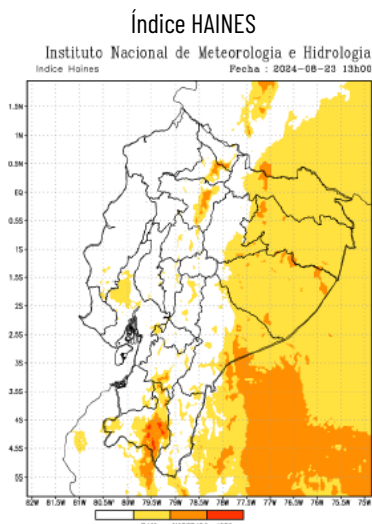 Índice HAINES
Instituto Nacional de Meteorologia e Hidrologia
Indice Haines Fecha : 2024-08-23 13h00
1.5N
1N
0.5N
EQ
0.5S
1S
1.5S
2S
2.5S
3S
3.5S
4S
4.5S
5S
82W 81.5W 81W 80.5W 80W 79.5W 79W 78.5W 78W 77.5W 77W 76.5W 76W 75.5W 75W